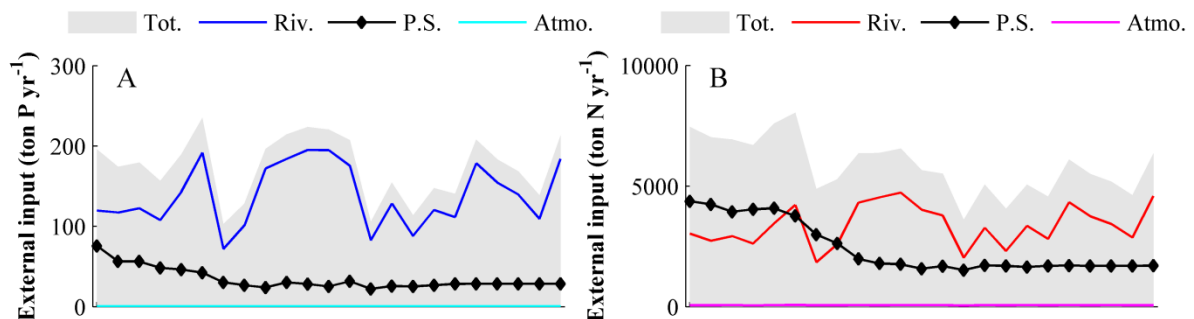 Tot. Riv. P.S. Atmo.
Tot. Riv. P.S. Atmo.
External input (ton P yr⁻¹)
300
200
100
0
A
External input (ton N yr⁻¹)
10000
5000
0
B